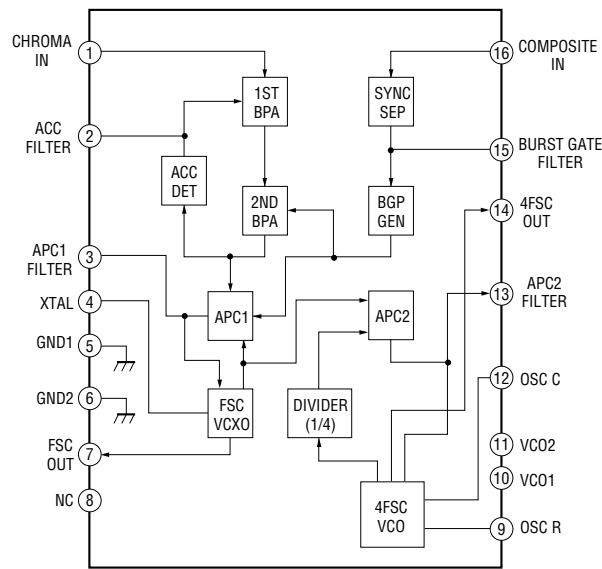 CHROMA
IN
1
ACC
FILTER
2
APC1
FILTER
3
XTAL
4
GND1
5
GND2
6
FSC
OUT
7
NC
8
1ST
BPA
SYNC
SEP
ACC
DET
2ND
BPA
BGP
GEN
APC1
APC2
FSC
VCXO
DIVIDER
(1/4)
4FSC
VCO
16
COMPOSITE
IN
15
BURST GATE
FILTER
14
4FSC
OUT
13
APC2
FILTER
12
OSC C
11
VCO2
10
VCO1
9
OSC R